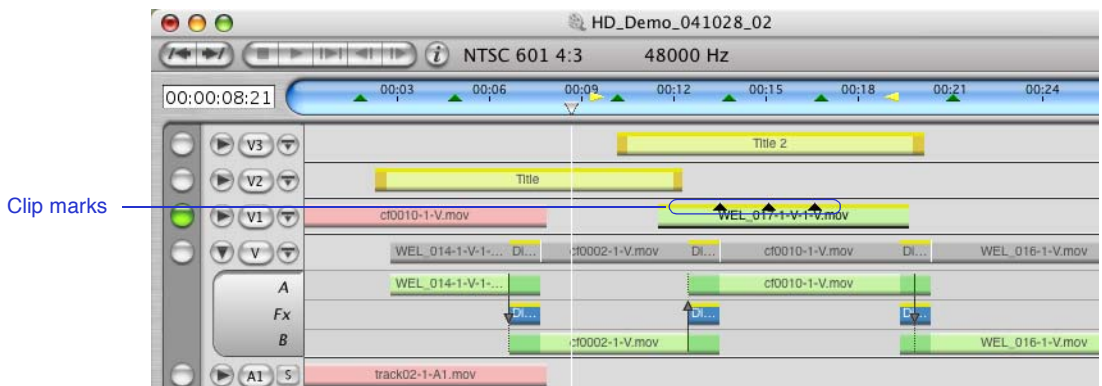 HD_Demo_041028_02
NTSC 601 4:3 48000 Hz
00:00:08:21 00:03 00:06 00:09 00:12 00:15 00:18 00:21 00:24
V3 Title 2
V2 Title
Clip marks
V1 cf0010-1-V.mov WEL_017-1-V-1-V.mov
V WEL_014-1-V-1-... Di... cf0002-1-V.mov Di... cf0010-1-V.mov Di... WEL_016-1-V.mov
A WEL_014-1-V-1-... cf0010-1-V.mov
Fx Di... Di... D...
B cf0002-1-V.mov WEL_016-1-V.mov
A1 S track02-1-A1.mov